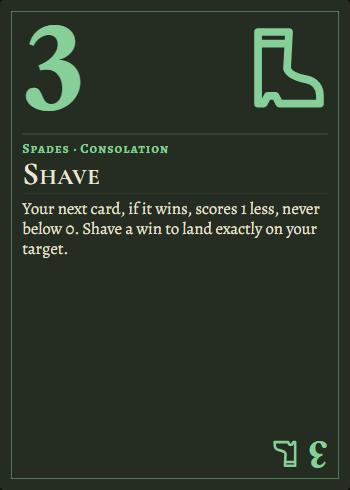 3
Spades · Consolation
Shave
Your next card, if it wins, scores 1 less, never
below 0. Shave a win to land exactly on your
target.
3